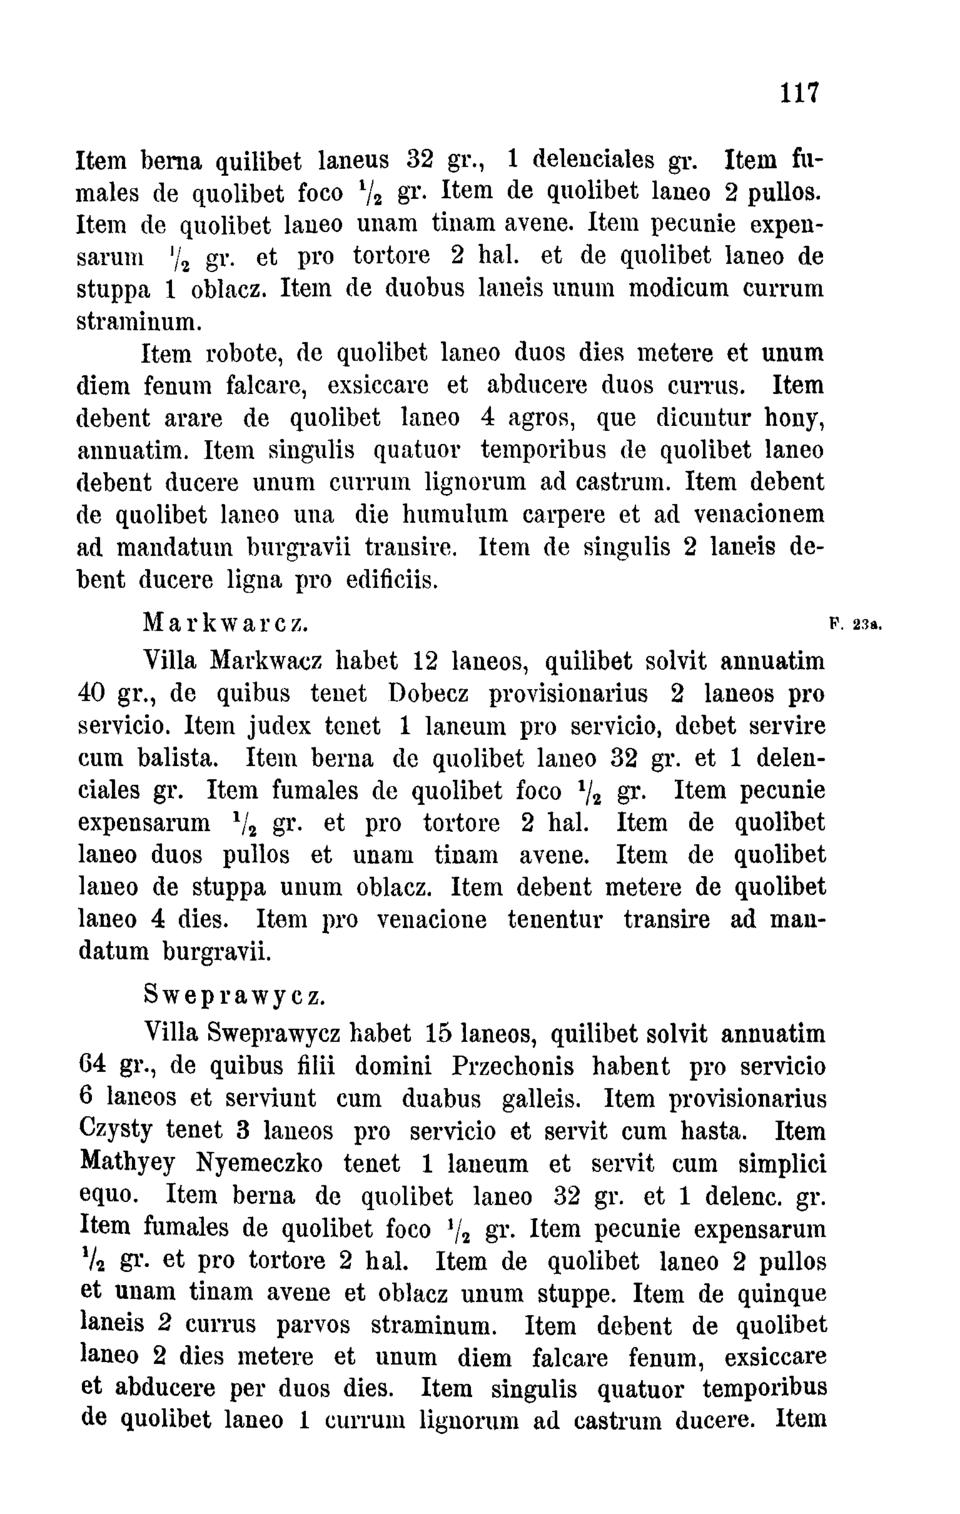 117
Item berna quilibet laneus 32 gr., 1 delenciales gr. Item fu-
males de quolibet foco ½ gr. Item de quolibet laneo 2 pullos.
Item de quolibet laneo unam tinam avene. Item pecunie expen-
sarum ½ gr. et pro tortore 2 hal. et de quolibet laneo de
stuppa 1 oblacz. Item de duobus laneis unum modicum currum
straminum.
Item robote, de quolibet laneo duos dies metere et unum
diem fenum falcare, exsiccare et abducere duos currus. Item
debent arare de quolibet laneo 4 agros, que dicuntur hony,
annuatim. Item singulis quatuor temporibus de quolibet laneo
debent ducere unum currum lignorum ad castrum. Item debent
de quolibet laneo una die humulum carpere et ad venacionem
ad mandatum burgravii transire. Item de singulis 2 laneis de-
bent ducere ligna pro edificiis.
Markwarcz. F. 23a.
Villa Markwacz habet 12 laneos, quilibet solvit annuatim
40 gr., de quibus tenet Dobecz provisionarius 2 laneos pro
servicio. Item judex tenet 1 laneum pro servicio, debet servire
cum balista. Item berna de quolibet laneo 32 gr. et 1 delen-
ciales gr. Item fumales de quolibet foco ½ gr. Item pecunie
expensarum ½ gr. et pro tortore 2 hal. Item de quolibet
laneo duos pullos et unam tinam avene. Item de quolibet
laneo de stuppa unum oblacz. Item debent metere de quolibet
laneo 4 dies. Item pro venacione tenentur transire ad man-
datum burgravii.
Sweprawycz.
Villa Sweprawycz habet 15 laneos, quilibet solvit annuatim
64 gr., de quibus filii domini Przechonis habent pro servicio
6 laneos et serviunt cum duabus galleis. Item provisionarius
Czysty tenet 3 laneos pro servicio et servit cum hasta. Item
Mathyey Nyemeczko tenet 1 laneum et servit cum simplici
equo. Item berna de quolibet laneo 32 gr. et 1 delenc. gr.
Item fumales de quolibet foco ½ gr. Item pecunie expensarum
½ gr. et pro tortore 2 hal. Item de quolibet laneo 2 pullos
et unam tinam avene et oblacz unum stuppe. Item de quinque
laneis 2 currus parvos straminum. Item debent de quolibet
laneo 2 dies metere et unum diem falcare fenum, exsiccare
et abducere per duos dies. Item singulis quatuor temporibus
de quolibet laneo 1 currum lignorum ad castrum ducere. Item